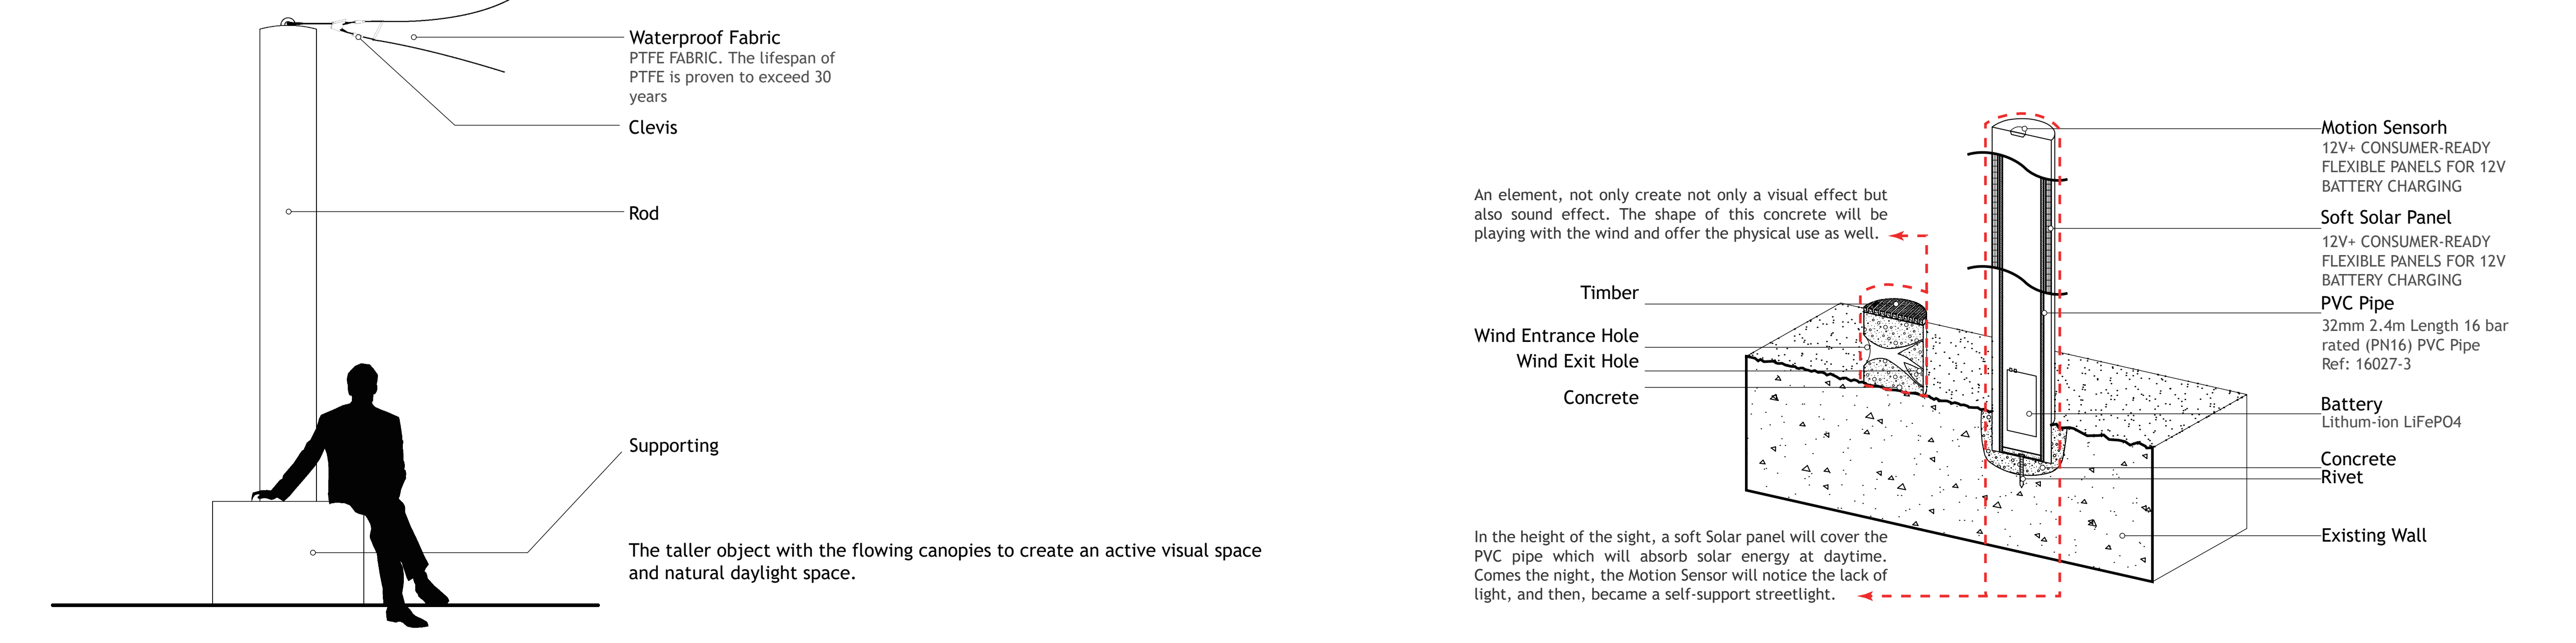 Waterproof Fabric
PTFE FABRIC. The lifespan of
PTFE is proven to exceed 30
years
Clevis
Rod
Supporting
The taller object with the flowing canopies to create an active visual space
and natural daylight space.
An element, not only create not only a visual effect but
also sound effect. The shape of this concrete will be
playing with the wind and offer the physical use as well.
Timber
Wind Entrance Hole
Wind Exit Hole
Concrete
In the height of the sight, a soft Solar panel will cover the
PVC pipe which will absorb solar energy at daytime.
Comes the night, the Motion Sensor will notice the lack of
light, and then, became a self-support streetlight.
Motion Sensorh
12V+ CONSUMER-READY
FLEXIBLE PANELS FOR 12V
BATTERY CHARGING
Soft Solar Panel
12V+ CONSUMER-READY
FLEXIBLE PANELS FOR 12V
BATTERY CHARGING
PVC Pipe
32mm 2.4m Length 16 bar
rated (PN16) PVC Pipe
Ref: 16027-3
Battery
Lithum-ion LiFePO4
Concrete
Rivet
Existing Wall